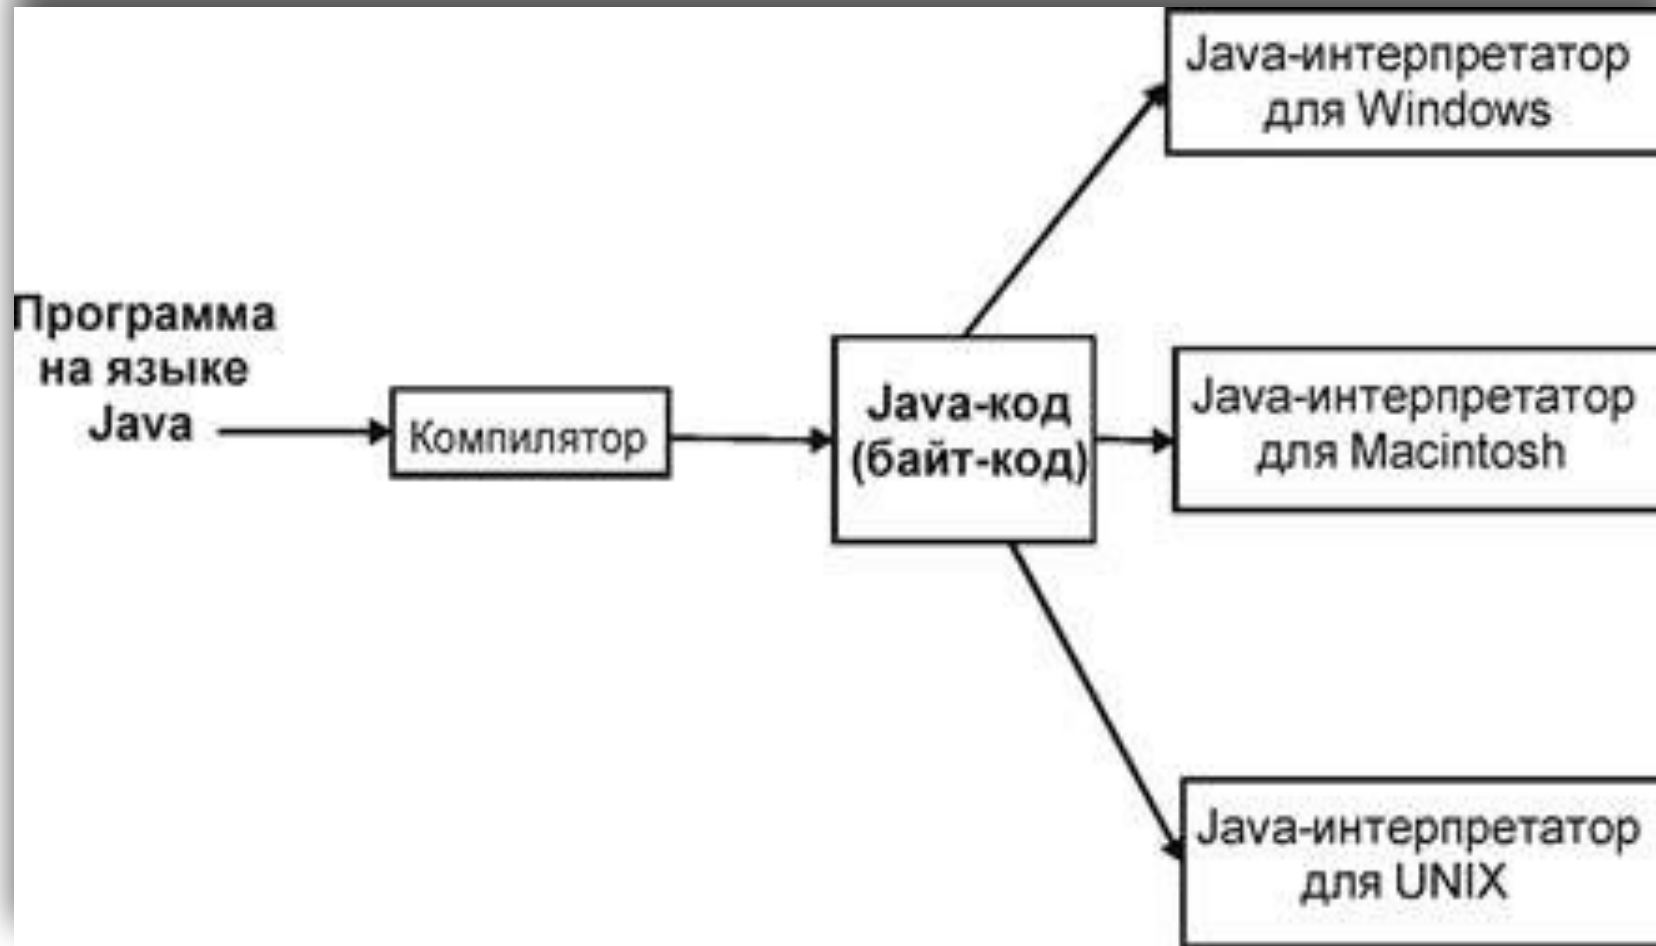 Программа
на языке
Java
Компилятор
Java-код
(байт-код)
Java-интерпретатор
для Windows
Java-интерпретатор
для Macintosh
Java-интерпретатор
для UNIX